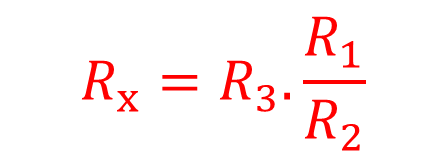 Rₓ = R₃. R₁/R₂